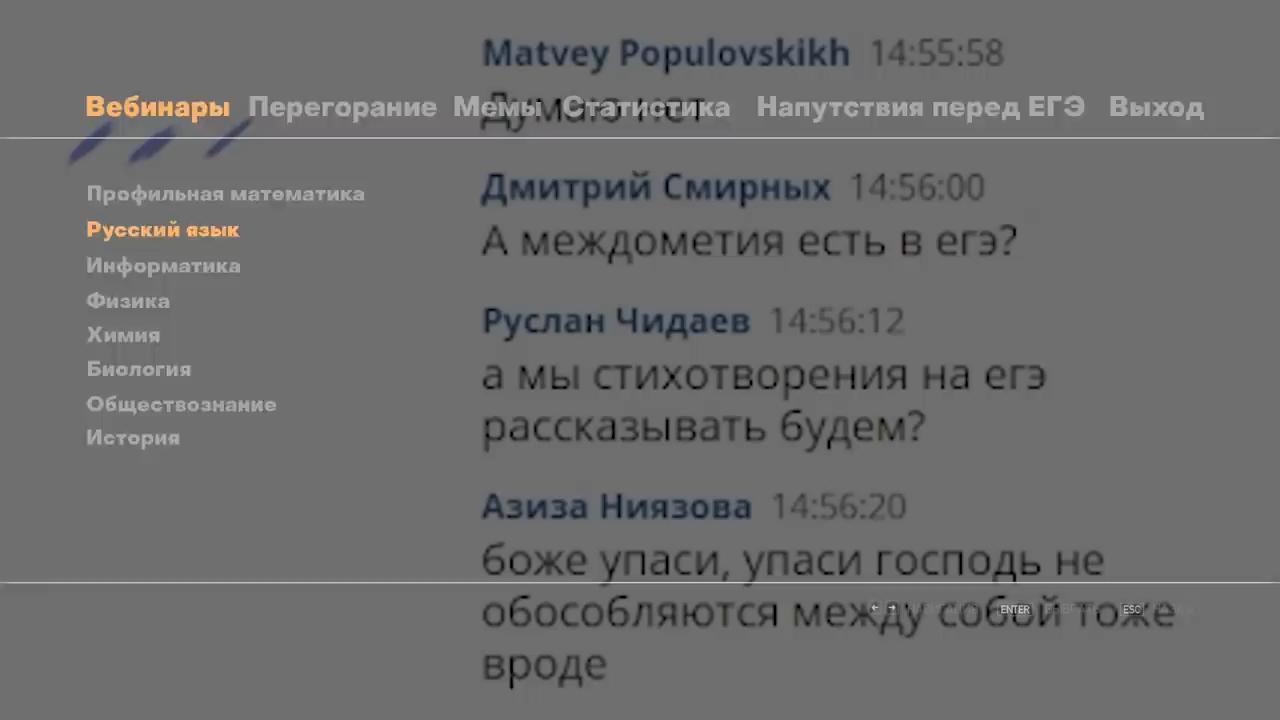 Matvey Populovskikh 14:55:58
Вебинары Перегорание Мемы Статистика Напутствия перед ЕГЭ Выход
Думаю нет
Профильная математика
Русский язык
Информатика
Физика
Химия
Биология
Обществознание
История
Дмитрий Смирных 14:56:00
А междометия есть в егэ?
Руслан Чидаев 14:56:12
а мы стихотворения на егэ
рассказывать будем?
Азиза Ниязова 14:56:20
боже упаси, упаси господь не
обособляются между собой тоже
вроде
ENTER
ESC